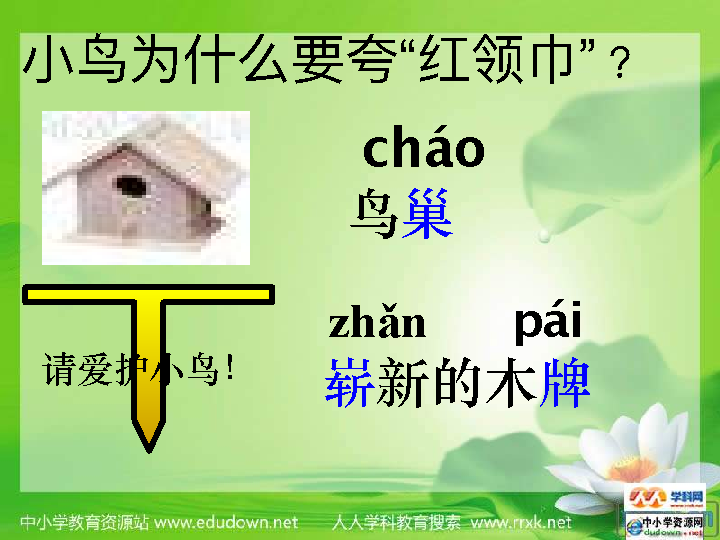 小鸟为什么要夸“红领巾”？
cháo
鸟巢
zhǎn pái
崭新的木牌
请爱护小鸟！
中小学教育资源站 www.edudown.net 人人学科教育搜索 www.rrxk.net
学科网
中小学资源网